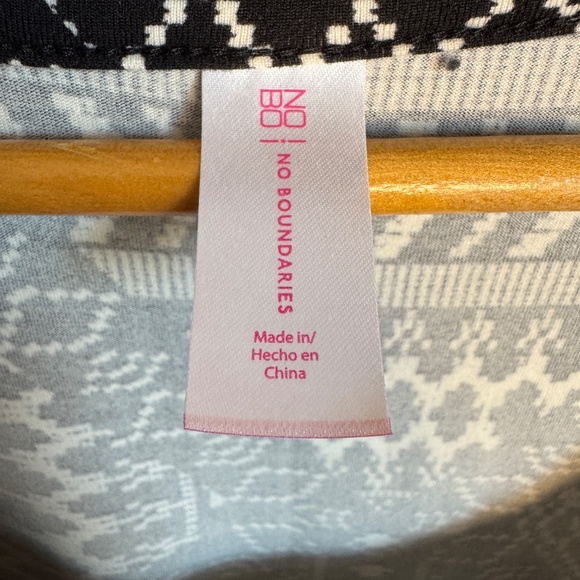 NO
BO
NO BOUNDARIES
Made in/
Hecho en
China